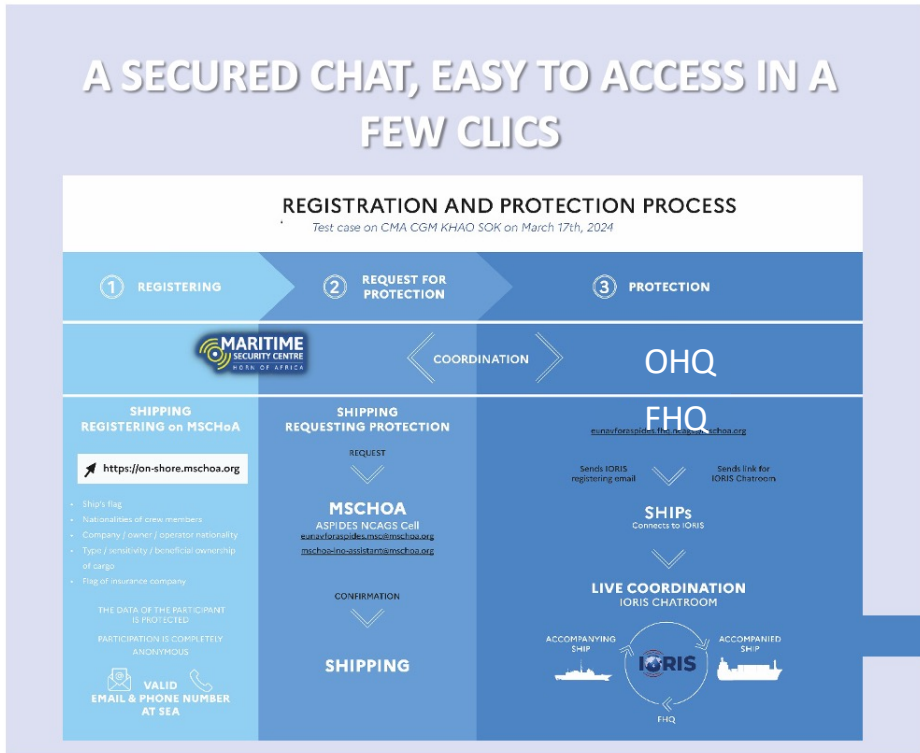 A SECURED CHAT, EASY TO ACCESS IN A
FEW CLICS
REGISTRATION AND PROTECTION PROCESS
Test case on CMA CGM KHAO SOK on March 17th, 2024
1 REGISTERING
2 REQUEST FOR
PROTECTION
3 PROTECTION
MARITIME
SECURITY CENTRE
HORN OF AFRICA
COORDINATION
OHQ
SHIPPING
REGISTERING on MSCHoA
https://on-shore.mschoa.org
• Ship's flag
• Nationalities of crew members
• Company / owner / operator nationality
• Type / sensitivity / beneficial ownership
of cargo
• Flag of insurance company
THE DATA OF THE PARTICIPANT
IS PROTECTED
PARTICIPATION IS COMPLETELY
ANONYMOUS
VALID
EMAIL & PHONE NUMBER
AT SEA
SHIPPING
REQUESTING PROTECTION
REQUEST
MSCHOA
ASPIDES NCAGS Cell
eunavforaspides.msc@mschoa.org
mschoa-ino-assistant@mschoa.org
CONFIRMATION
SHIPPING
FHQ
Sends IORIS
registering email
Sends link for
IORIS Chatroom
SHIPs
Connects to IORIS
LIVE COORDINATION
IORIS CHATROOM
ACCOMPANYING
SHIP
IORIS
ACCOMPANIED
SHIP
FHQ